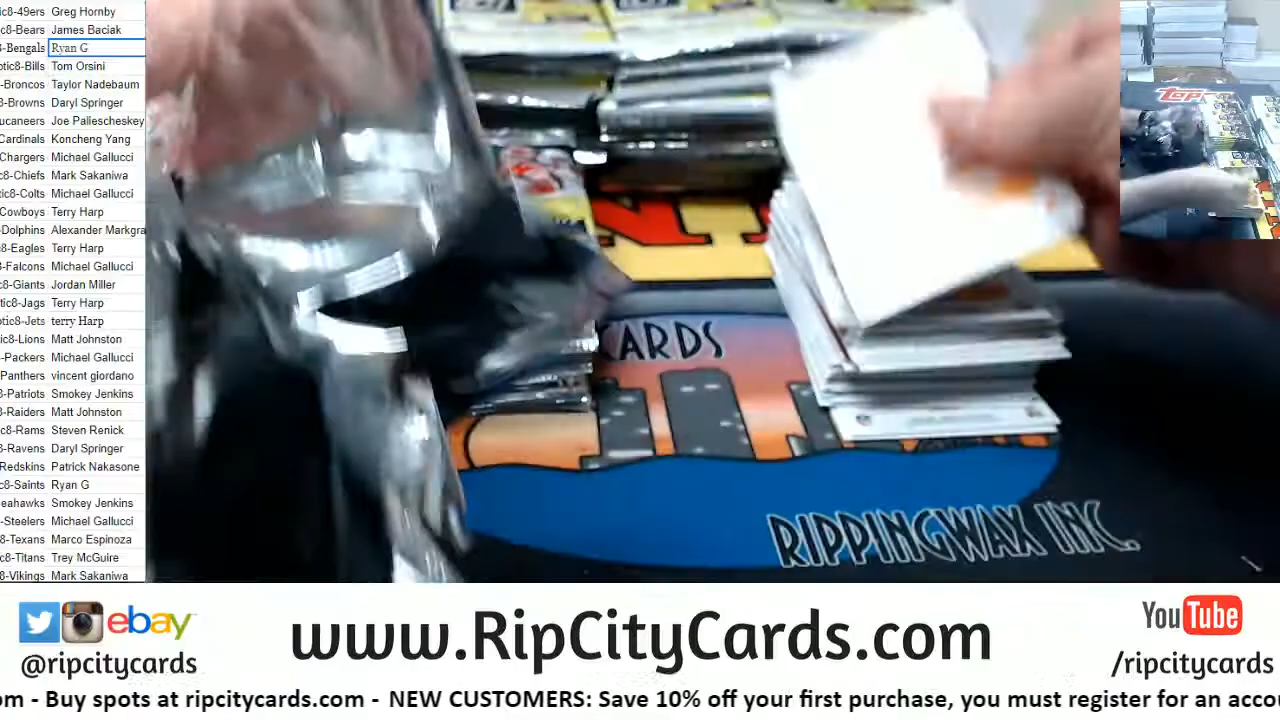 tic8-49ers Greg Hornby
c8-Bears James Baciak
-Bengals Ryan G
otic8-Bills Tom Orsini
-Broncos Taylor Nadebaum
8-Browns Daryl Springer
ucaneers Joe Paliescheskey
Cardinals Koncheng Yang
Chargers Michael Gallucci
c8-Chiefs Mark Sakaniwa
otic8-Colts Michael Gallucci
Cowboys Terry Harp
-Dolphins Alexander Markgra
c8-Eagles Terry Harp
-Falcons Michael Gallucci
8-Giants Jordan Miller
otic8-Jags Terry Harp
otic8-Jets terry Harp
tic8-Lions Matt Johnston
-Packers Michael Gallucci
-Panthers vincent giordano
8-Patriots Smokey Jenkins
8-Raiders Matt Johnston
c8-Rams Steven Renick
-Ravens Daryl Springer
Redskins Patrick Nakasone
c8-Saints Ryan G
eahawks Smokey Jenkins
-Steelers Michael Gallucci
8-Texans Marco Espinoza
c8-Titans Trey McGuire
8-Vikings Mark Sakaniwa
Topps
CARDS
RIPPINGWAX INC.
ebay
@ripcitycards
www.RipCityCards.com
YouTube
/ripcitycards
om - Buy spots at ripcitycards.com - NEW CUSTOMERS: Save 10% off your first purchase, you must register for an accou